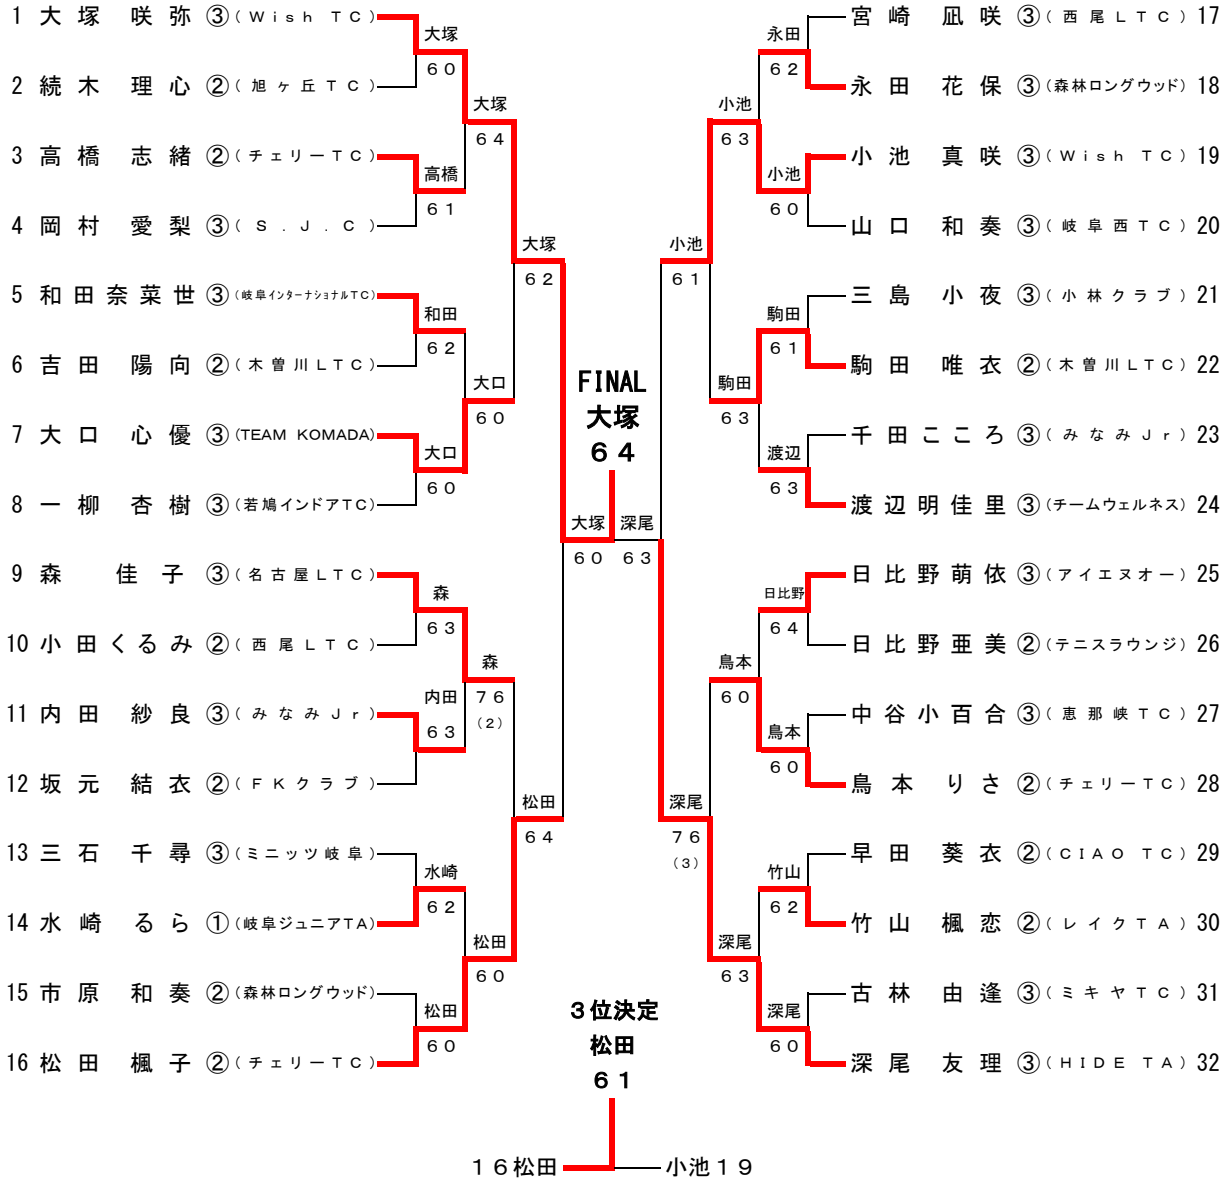 1 大塚 咲弥 ③ (Wish TC)
大塚
60
2 続木 理心 ② (旭ヶ丘TC)
大塚
64
3 高橋 志緒 ② (チェリーTC)
高橋
61
4 岡村 愛梨 ③ (S.J.C)
大塚
62
5 和田奈菜世 ③ (岐阜インターナショナルTC)
和田
62
6 吉田 陽向 ② (木曽川LTC)
大口
60
7 大口 心優 ③ (TEAM KOMADA)
大口
60
8 一柳 杏樹 ③ (若鳩インドアTC)
大塚
60
9 森 佳子 ③ (名古屋LTC)
森
63
10 小田くるみ ② (西尾LTC)
森
76
(2)
11 内田 紗良 ③ (みなみJr)
内田
63
12 坂元 結衣 ② (FKクラブ)
松田
64
13 三石 千尋 ③ (ミニッツ岐阜)
水崎
62
14 水崎 るら ① (岐阜ジュニアTA)
松田
60
15 市原 和奏 ② (森林ロングウッド)
松田
60
16 松田 楓子 ② (チェリーTC)
FINAL
大塚
64
宮崎 凪咲 ③ (西尾LTC) 17
永田
62
永田 花保 ③ (森林ロングウッド) 18
小池
63
小池 真咲 ③ (Wish TC) 19
小池
60
山口 和奏 ③ (岐阜西TC) 20
小池
61
三島 小夜 ③ (小林クラブ) 21
駒田
61
駒田 唯衣 ② (木曽川LTC) 22
駒田
63
千田こころ ③ (みなみJr) 23
渡辺
63
渡辺明佳里 ③ (チームウェルネス) 24
深尾
63
日比野萌依 ③ (アイエヌオー) 25
日比野
64
日比野亜美 ② (テニスラウンジ) 26
鳥本
60
中谷小百合 ③ (恵那峡TC) 27
鳥本
60
鳥本 りさ ② (チェリーTC) 28
深尾
76
(3)
早田 葵衣 ② (CIAO TC) 29
竹山
62
竹山 楓恋 ② (レイクTA) 30
深尾
63
古林 由逢 ③ (ミキヤTC) 31
深尾
60
深尾 友理 ③ (HIDE TA) 32
3位決定
松田
61
16松田 小池19